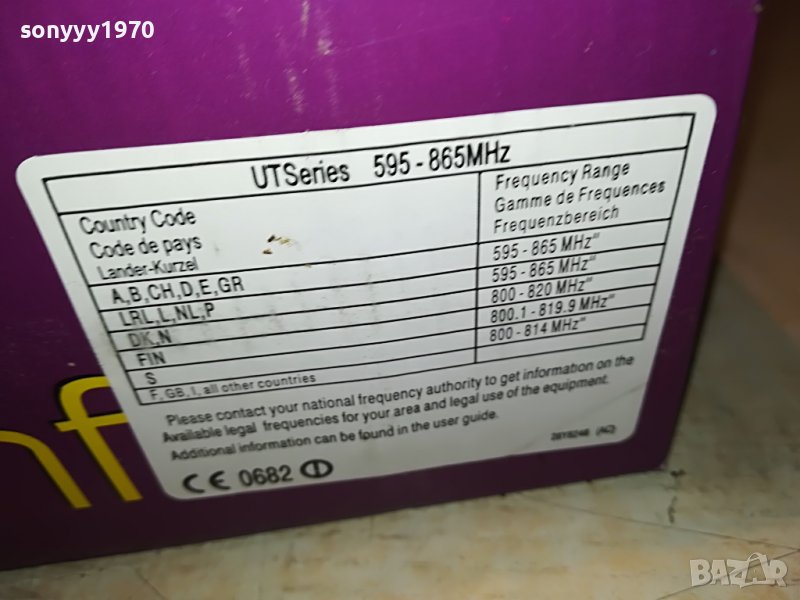 sonyyy1970
UTSeries 595-865MHz
Country Code
Code de pays
Lander-Kurzel
Frequency Range
Gamme de Frequences
Frequenzbereich
A,B,CH,D,E,GR 595-865 MHz"
LRL,L,NL,P 595-865 MHz"
DK,N 800-820 MHz"
FIN 800.1-819.9 MHz"
S 800-814 MHz"
F, GB, I, all other countries
Please contact your national frequency authority to get information on the
Available legal frequencies for your area and legal use of the equipment.
Additional information can be found in the user guide.
CE 0682
nf
BAZAR